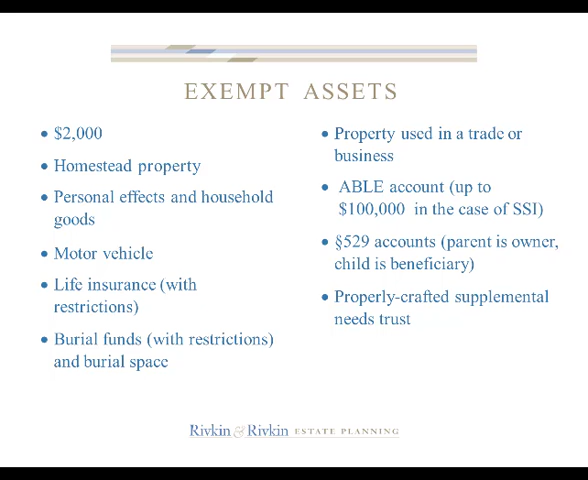 EXEMPT ASSETS
• $2,000
• Homestead property
• Personal effects and household
goods
• Motor vehicle
• Life insurance (with
restrictions)
• Burial funds (with restrictions)
and burial space
• Property used in a trade or
business
• ABLE account (up to
$100,000 in the case of SSI)
• §529 accounts (parent is owner,
child is beneficiary)
• Properly-crafted supplemental
needs trust
Rivkin & Rivkin ESTATE PLANNING